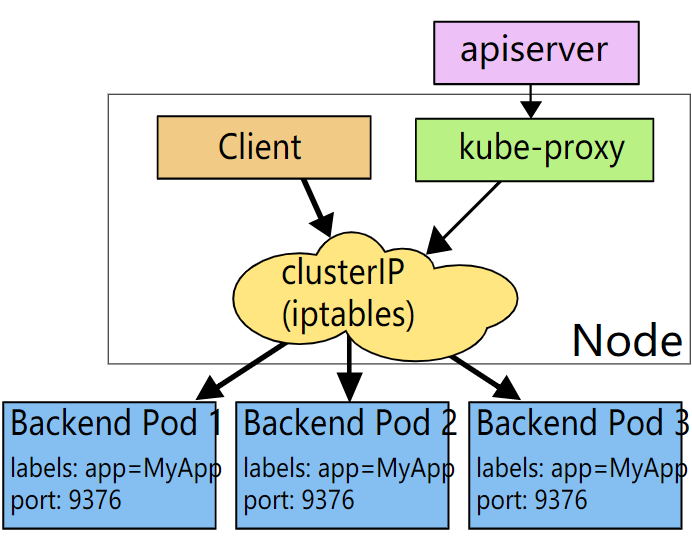 apiserver
Client
kube-proxy
clusterIP
(iptables)
Node
Backend Pod 1
labels: app=MyApp
port: 9376
Backend Pod 2
labels: app=MyApp
port: 9376
Backend Pod 3
labels: app=MyApp
port: 9376